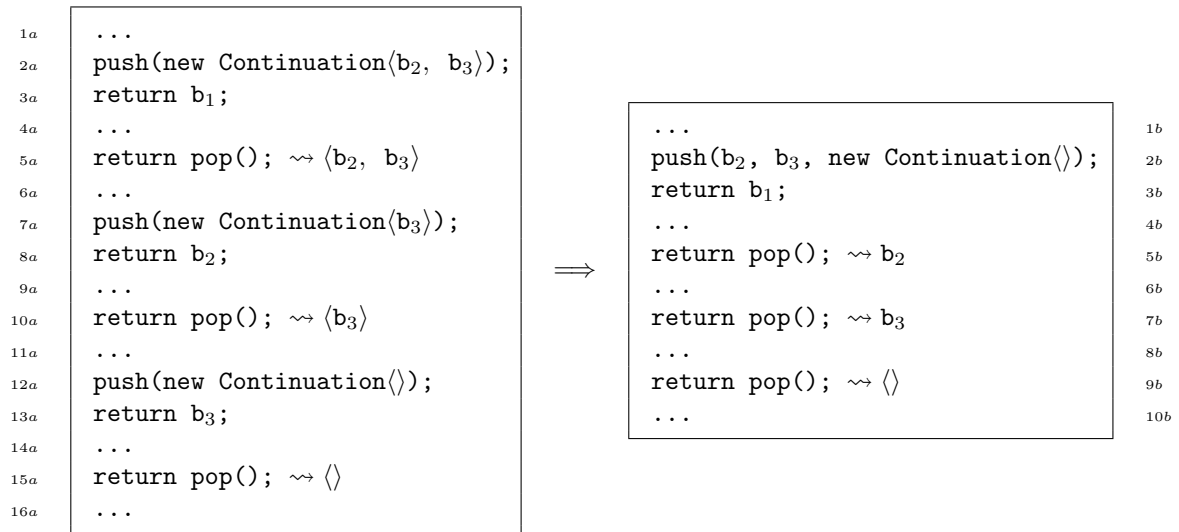 1a ...
2a push(new Continuation⟨b₂, b₃⟩);
3a return b₁;
4a ...
5a return pop(); ⇝ ⟨b₂, b₃⟩
6a ...
7a push(new Continuation⟨b₃⟩);
8a return b₂;
9a ...
10a return pop(); ⇝ ⟨b₃⟩
11a ...
12a push(new Continuation⟨⟩);
13a return b₃;
14a ...
15a return pop(); ⇝ ⟨⟩
16a ...
⟹
... 1b
push(b₂, b₃, new Continuation⟨⟩); 2b
return b₁; 3b
... 4b
return pop(); ⇝ b₂ 5b
... 6b
return pop(); ⇝ b₃ 7b
... 8b
return pop(); ⇝ ⟨⟩ 9b
... 10b